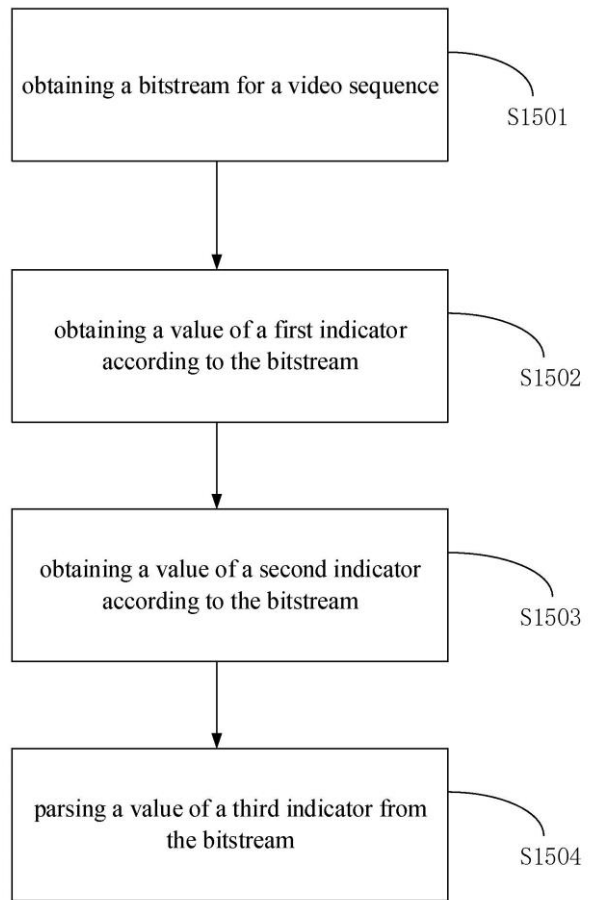 obtaining a bitstream for a video sequence
S1501
obtaining a value of a first indicator
according to the bitstream
S1502
obtaining a value of a second indicator
according to the bitstream
S1503
parsing a value of a third indicator from
the bitstream
S1504